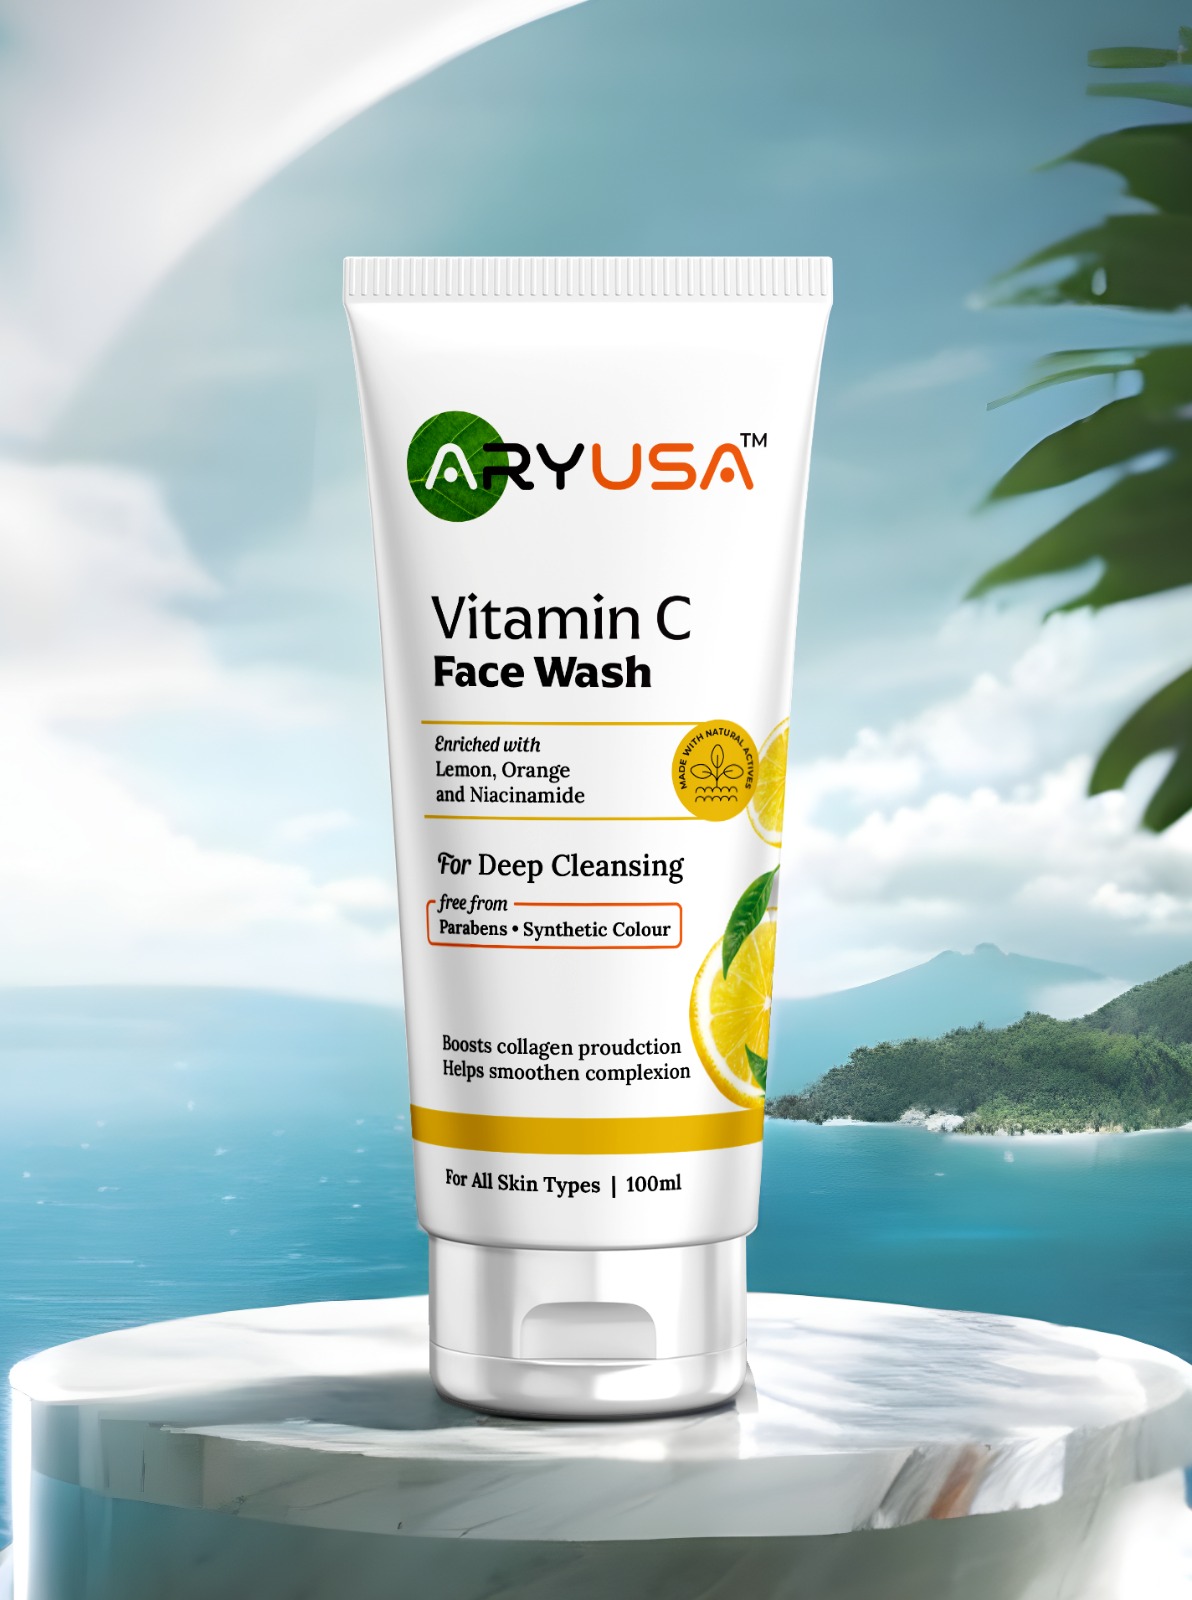 ARYUSA™
Vitamin C
Face Wash
Enriched with
Lemon, Orange
and Niacinamide
MADE WITH NATURAL ACTIVES
For Deep Cleansing
free from
Parabens • Synthetic Colour
Boosts collagen proudction
Helps smoothen complexion
For All Skin Types | 100ml